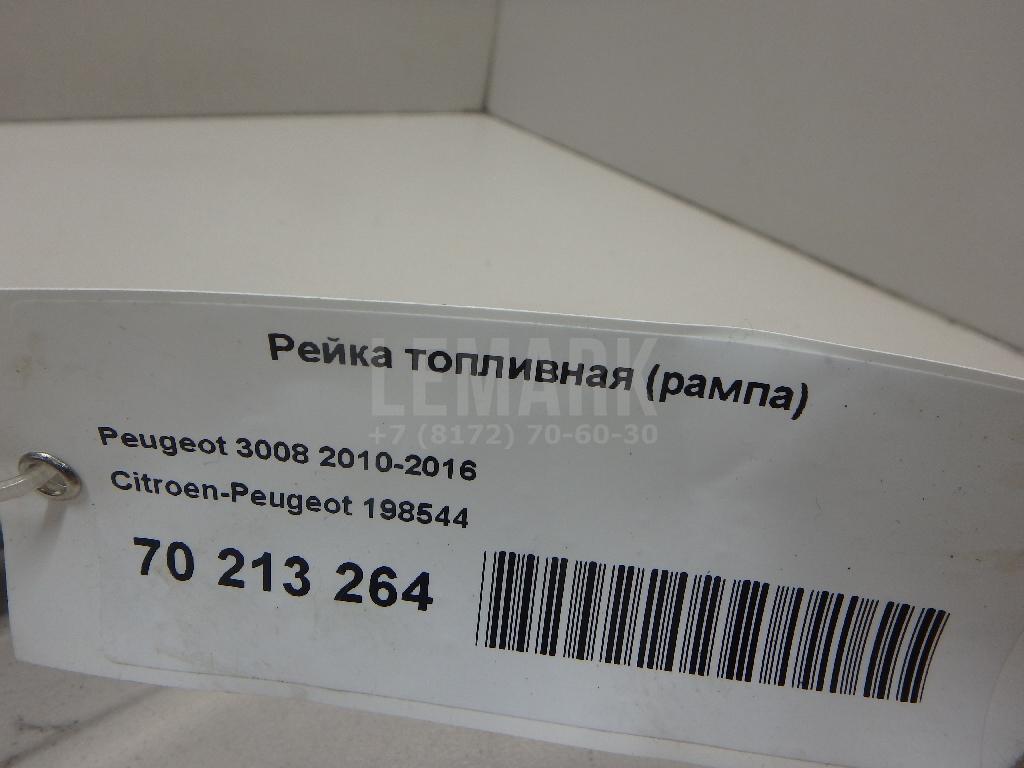 Рейка топливная (рампа)
LEMARK
+7 (8172) 70-60-30
Peugeot 3008 2010-2016
Citroen-Peugeot 198544
70 213 264